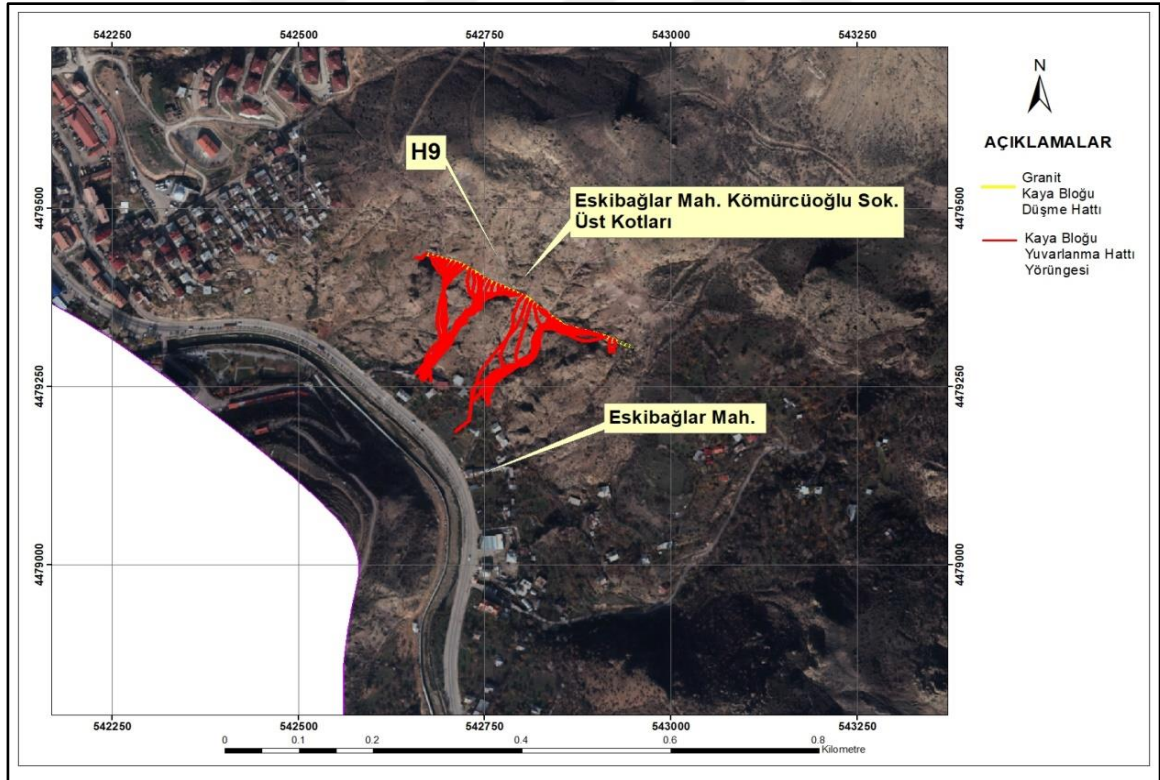 542250
542500
542750
543000
543250
N
AÇIKLAMALAR
Granit
Kaya Bloğu
Düşme Hattı
Kaya Bloğu
Yuvarlanma Hattı
Yörüngesi
H9
Eskibağlar Mah. Kömürcüoğlu Sok.
Üst Kotları
Eskibağlar Mah.
4479500
4479500
4479250
4479250
4479000
4479000
542250
542500
542750
543000
543250
0
0.1
0.2
0.4
0.6
0.8
Kilometre